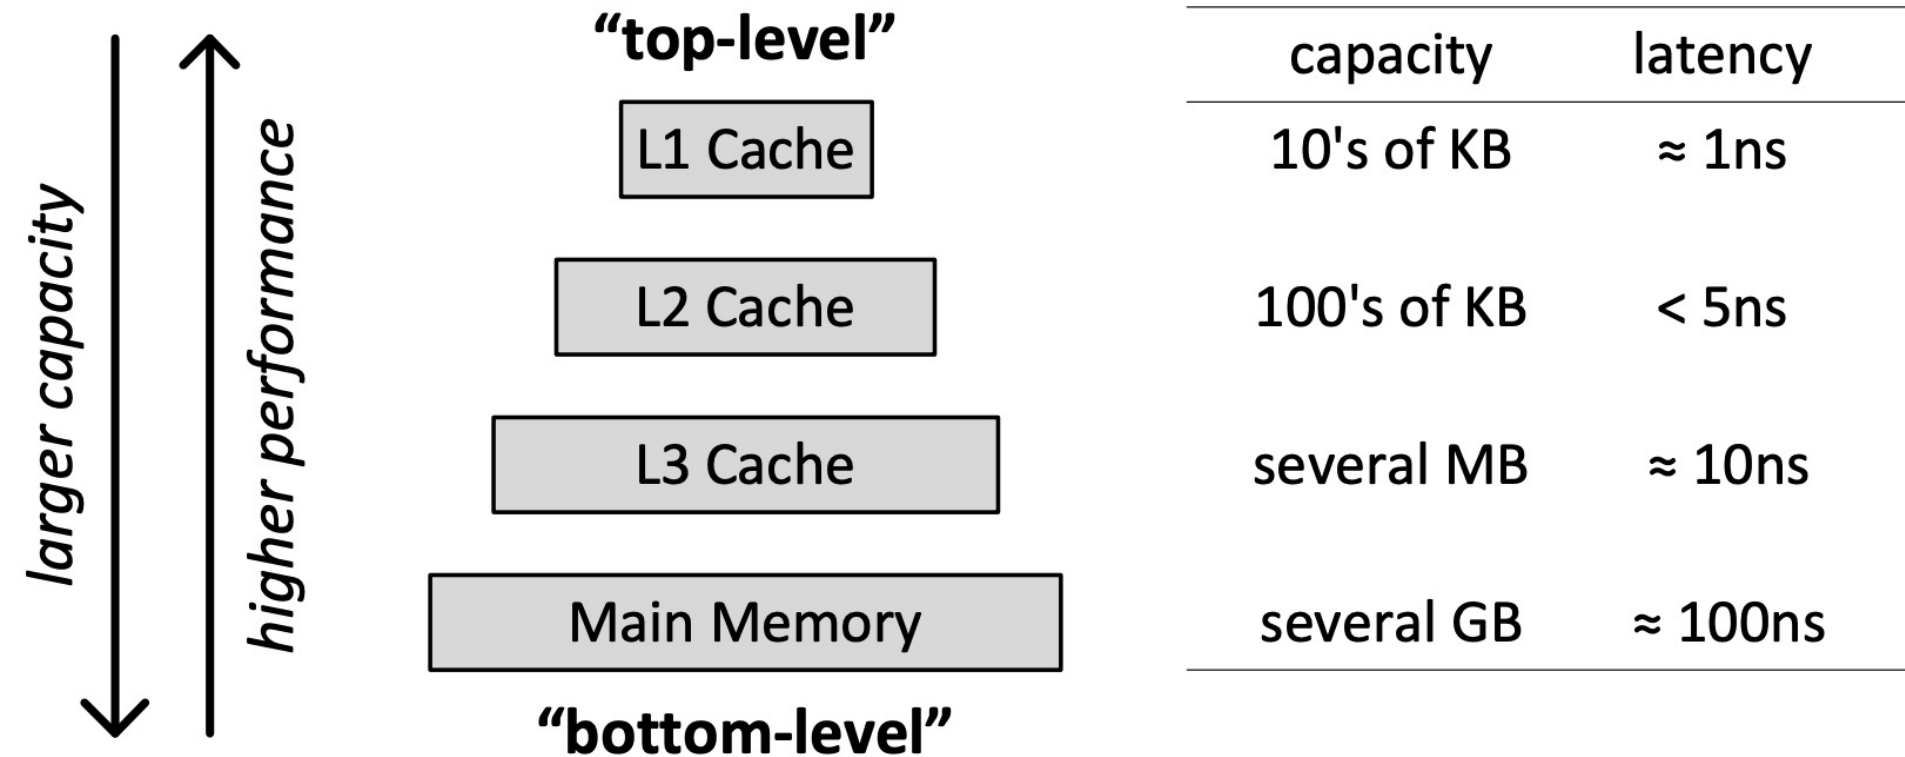 “top-level”
capacity latency
L1 Cache 10's of KB ≈ 1ns
L2 Cache 100's of KB < 5ns
L3 Cache several MB ≈ 10ns
Main Memory several GB ≈ 100ns
“bottom-level”
larger capacity
higher performance